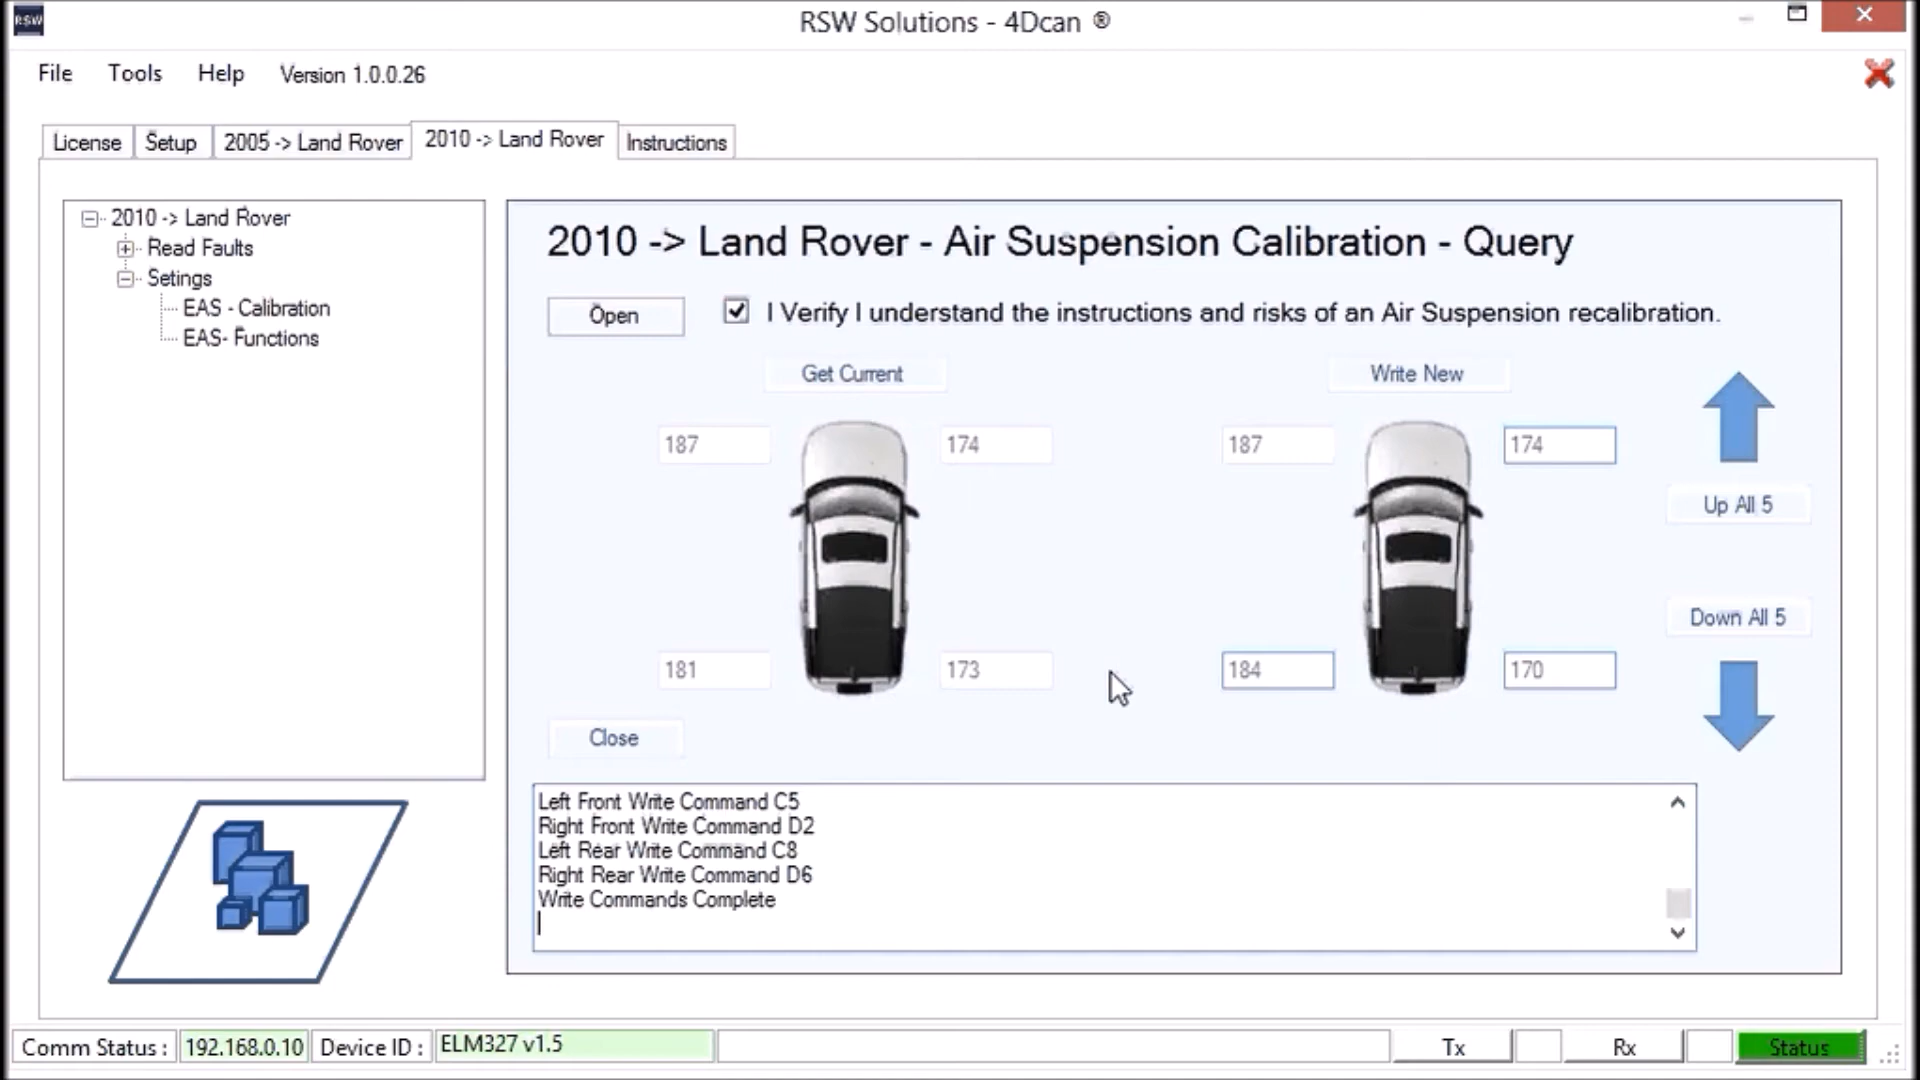 RSW
RSW Solutions - 4Dcan ®
File Tools Help Version 1.0.0.26
License Setup 2005 -> Land Rover 2010 -> Land Rover Instructions
2010 -> Land Rover
Read Faults
Setings
EAS - Calibration
EAS- Functions
2010 -> Land Rover - Air Suspension Calibration - Query
Open
I Verify I understand the instructions and risks of an Air Suspension recalibration.
Get Current
Write New
187 174 187 174
Up All 5
Down All 5
181 173 184 170
Close
Left Front Write Command C5
Right Front Write Command D2
Left Rear Write Command C8
Right Rear Write Command D6
Write Commands Complete
Comm Status : 192.168.0.10 Device ID : ELM327 v1.5 Tx Rx Status